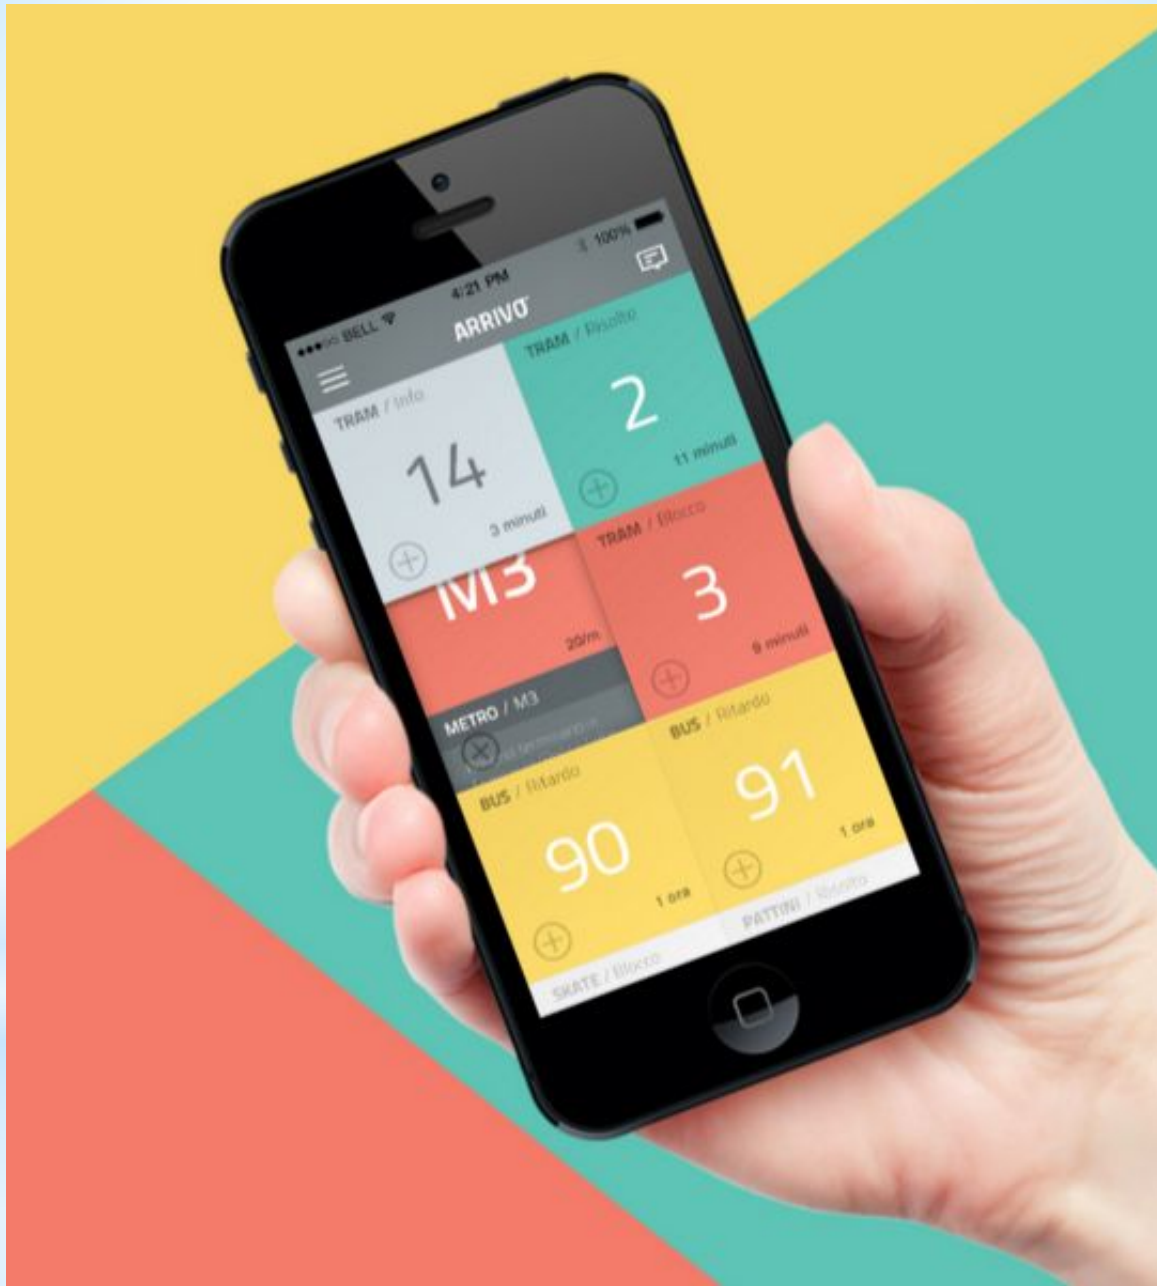 BELL
4:21 PM
100%
ARRIVO
TRAM / Info
14
3 minuti
TRAM / Risolto
2
11 minuti
M3
20/m
METRO / M3
TRAM / Blocco
3
9 minuti
BUS / Ritardo
90
1 ora
BUS / Ritardo
91
1 ora
SKATE / Blocco
PATTINI / Risolto